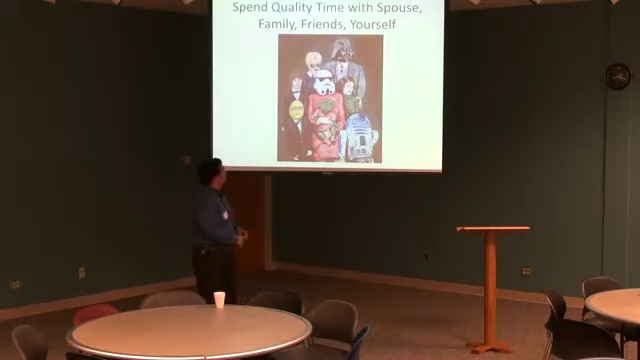 Spend Quality Time with Spouse,
Family, Friends, Yourself